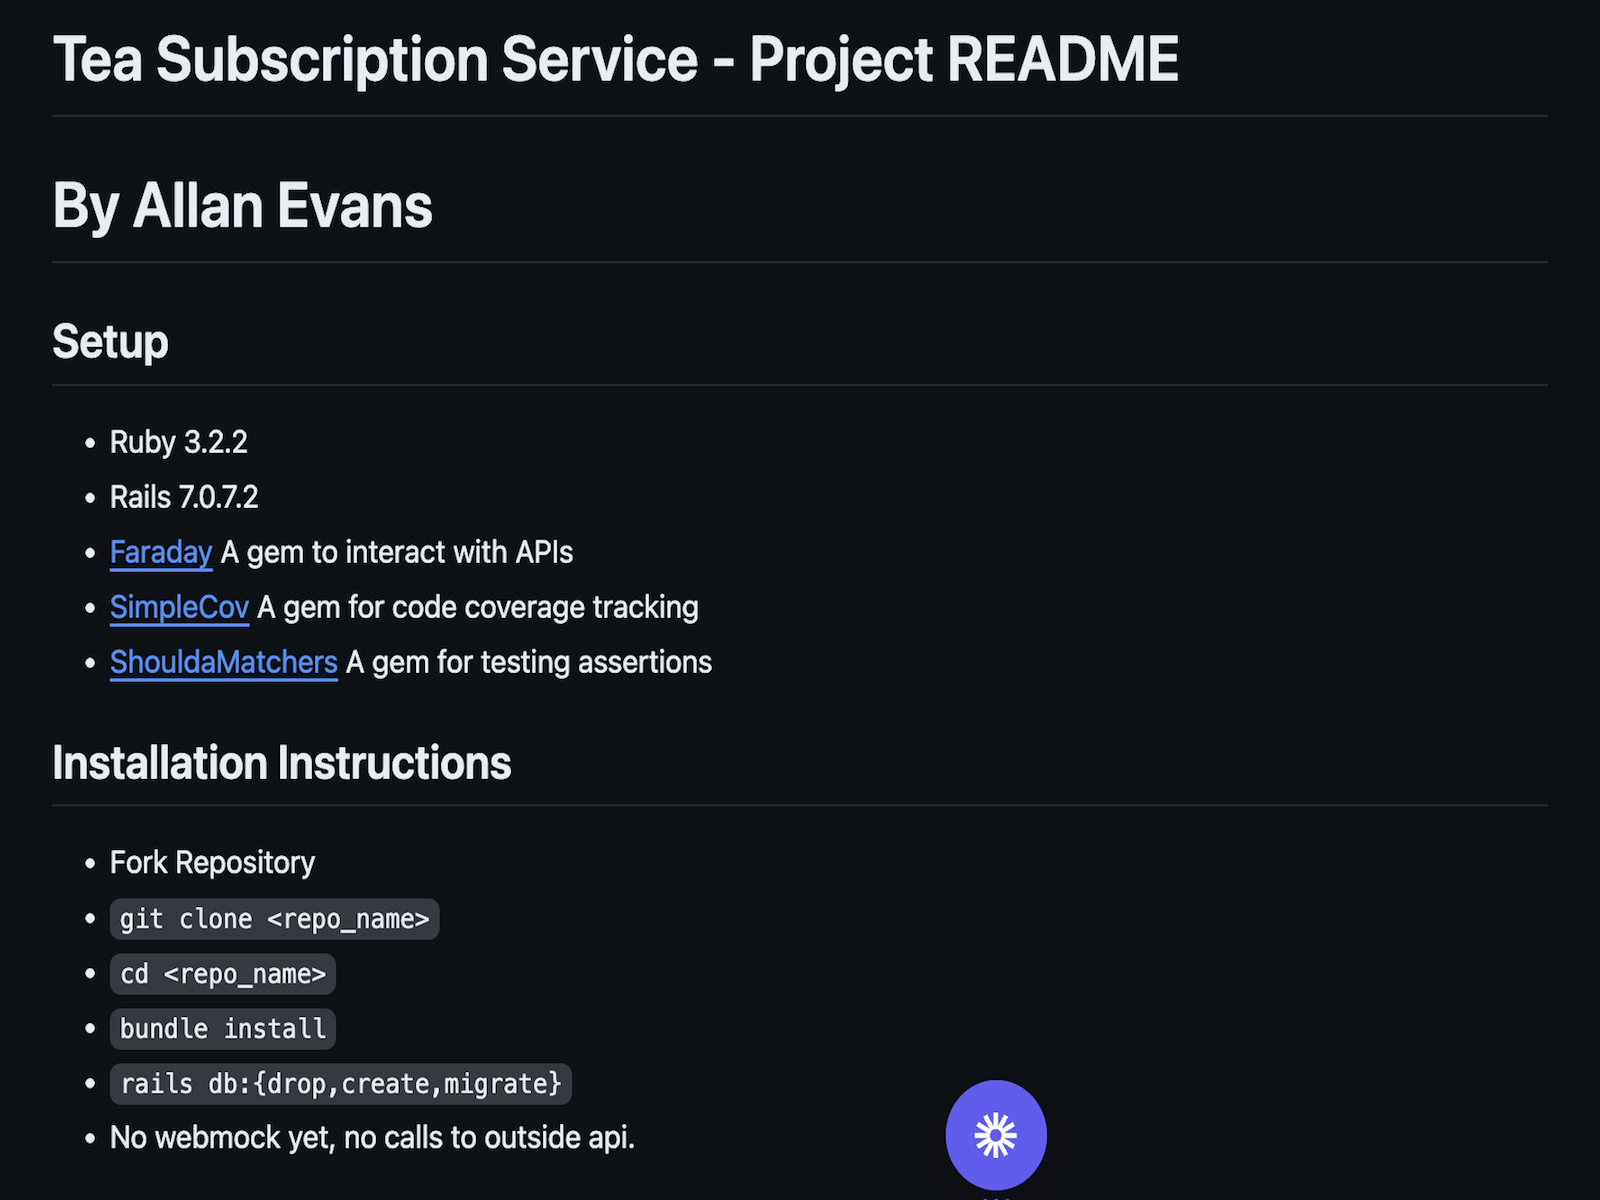 Tea Subscription Service - Project README
By Allan Evans
Setup
• Ruby 3.2.2
• Rails 7.0.7.2
• Faraday A gem to interact with APIs
• SimpleCov A gem for code coverage tracking
• ShouldaMatchers A gem for testing assertions
Installation Instructions
• Fork Repository
• git clone <repo_name>
• cd <repo_name>
• bundle install
• rails db:{drop,create,migrate}
• No webmock yet, no calls to outside api.